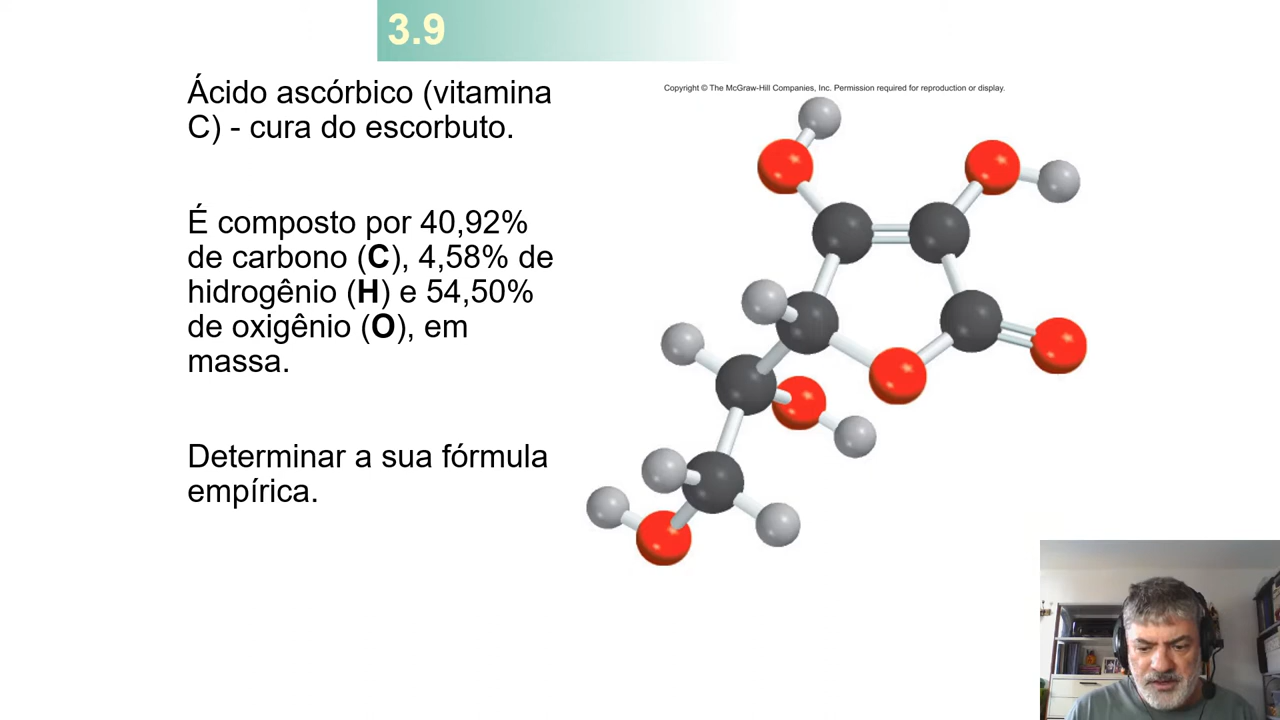 3.9
Ácido ascórbico (vitamina
C) - cura do escorbuto.
Copyright © The McGraw-Hill Companies, Inc. Permission required for reproduction or display.
É composto por 40,92%
de carbono (C), 4,58% de
hidrogênio (H) e 54,50%
de oxigênio (O), em
massa.
Determinar a sua fórmula
empírica.